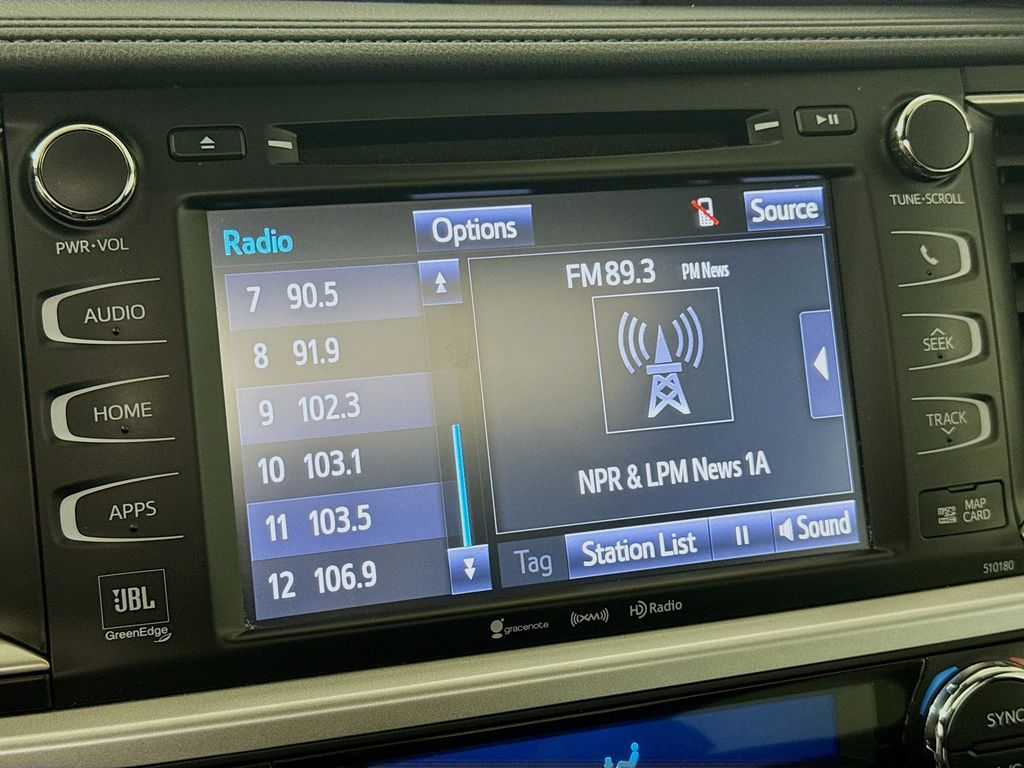 PWR·VOL
AUDIO
HOME
APPS
JBL
GreenEdge
Radio
Options
Source
7 90.5
8 91.9
9 102.3
10 103.1
11 103.5
12 106.9
FM 89.3 PM News
NPR & LPM News 1A
Tag
Station List
Sound
gracenote
((XM))
HD Radio
TUNE·SCROLL
SEEK
TRACK
MAP
CARD
510180
SYNC